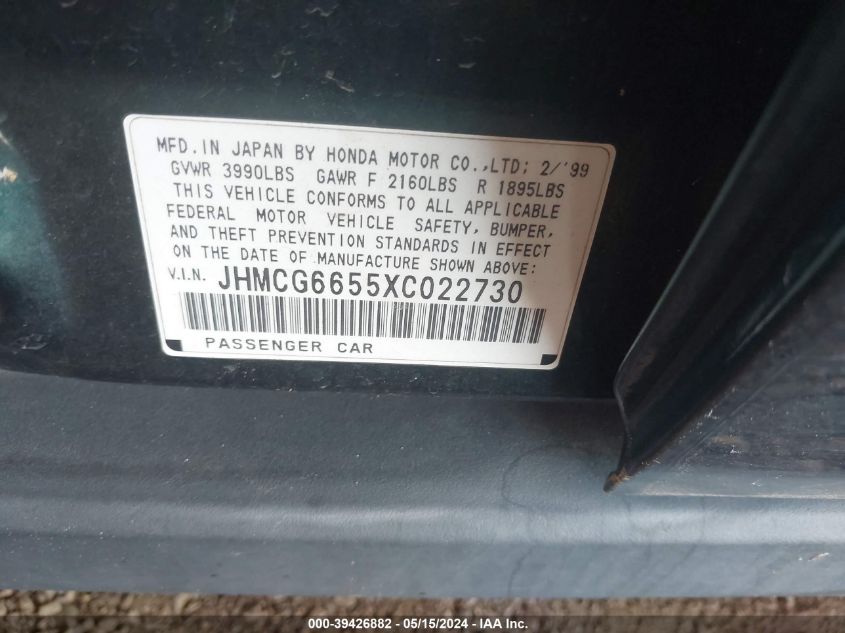 MFD. IN JAPAN BY HONDA MOTOR CO.,LTD; 2/'99
GVWR 3990LBS GAWR F 2160LBS R 1895LBS
THIS VEHICLE CONFORMS TO ALL APPLICABLE
FEDERAL MOTOR VEHICLE SAFETY, BUMPER,
AND THEFT PREVENTION STANDARDS IN EFFECT
ON THE DATE OF MANUFACTURE SHOWN ABOVE:
V.I.N. JHMCG6655XC022730
PASSENGER CAR
000-39426882 - 05/15/2024 - IAA Inc.